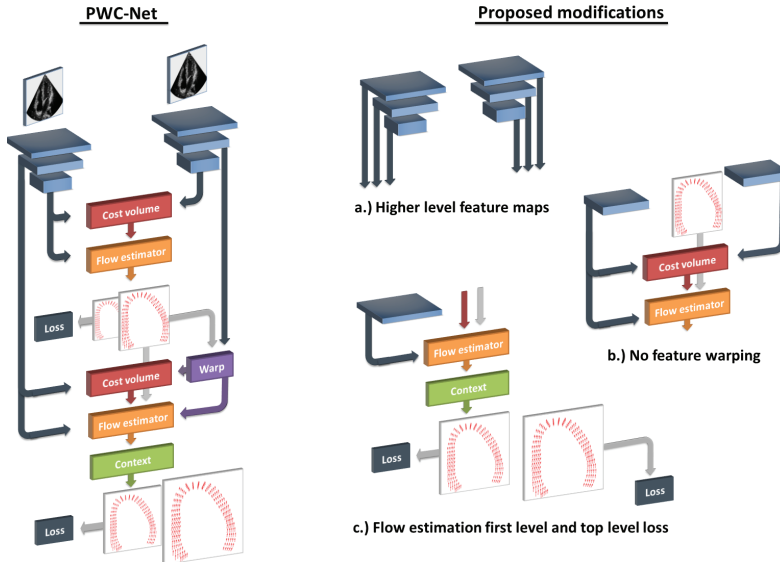 PWC-Net
Cost volume
Flow estimator
Loss
Warp
Cost volume
Flow estimator
Context
Loss
Proposed modifications
a.) Higher level feature maps
Cost volume
Flow estimator
b.) No feature warping
Flow estimator
Context
Loss
Loss
c.) Flow estimation first level and top level loss